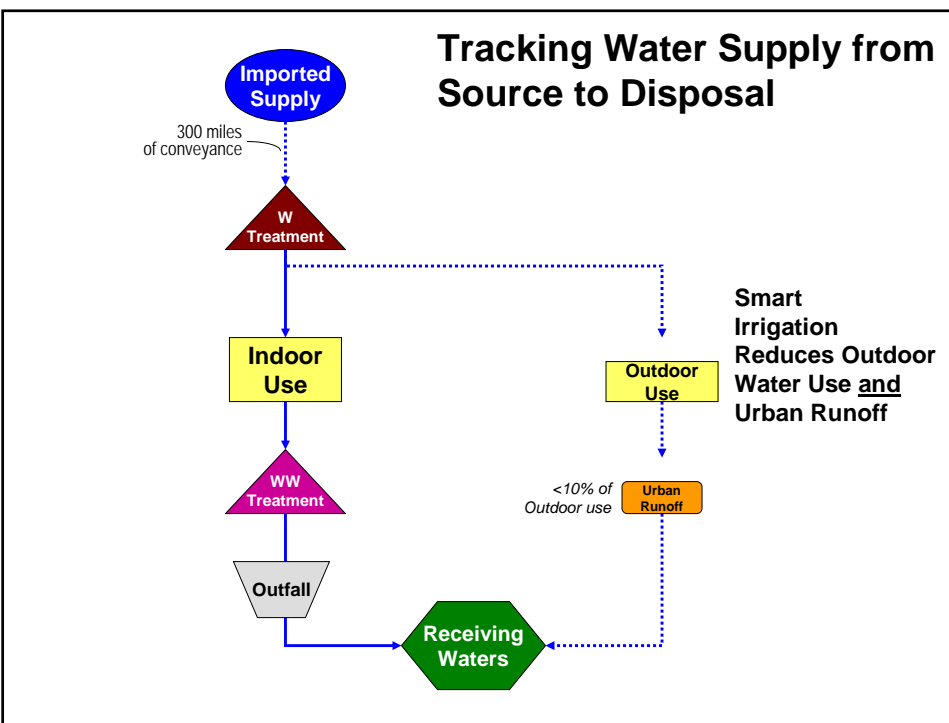 Tracking Water Supply from
Source to Disposal
Imported
Supply
300 miles
of conveyance
W
Treatment
Indoor
Use
Outdoor
Use
Smart
Irrigation
Reduces Outdoor
Water Use and
Urban Runoff
WW
Treatment
<10% of
Outdoor use
Urban
Runoff
Outfall
Receiving
Waters